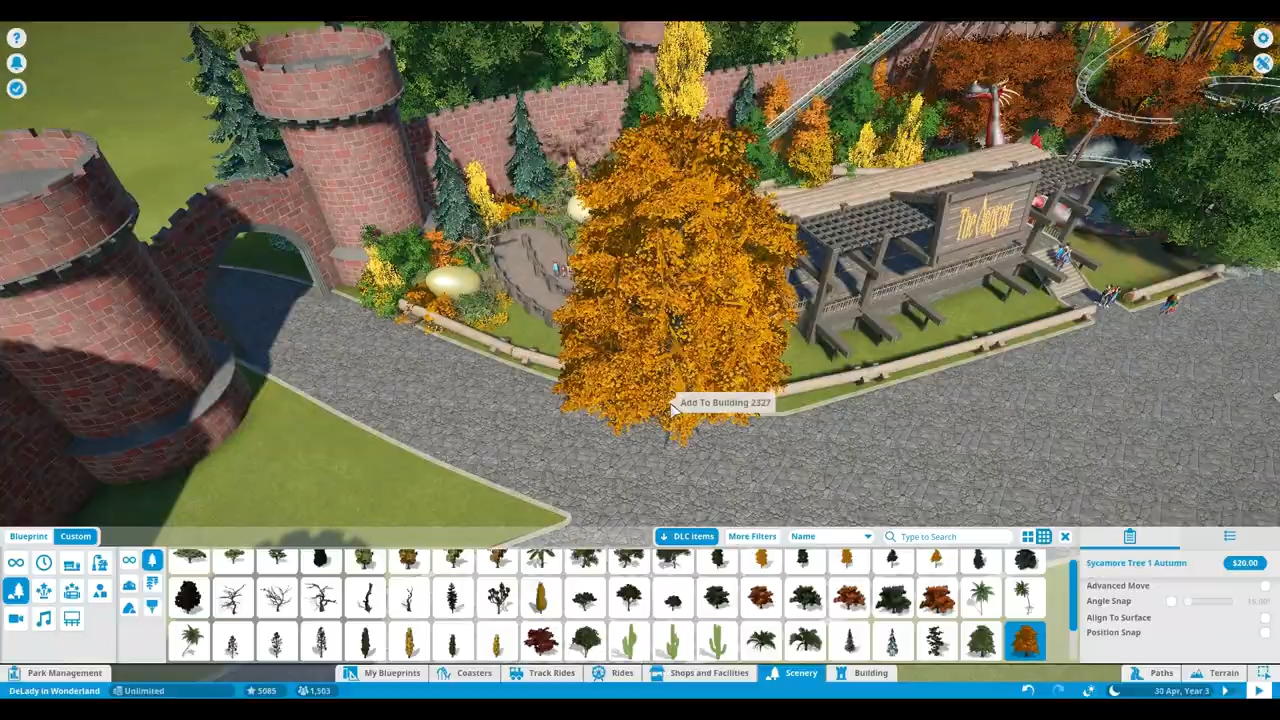 The
Add To Building 2327
Blueprint
Custom
DLC items
More Filters
Name
Type to Search
Sycamore Tree 1 Autumn
$20.00
Advanced Move
Angle Snap
15.00°
Align To Surface
Position Snap
Park Management
My Blueprints
Coasters
Track Rides
Rides
Shops and Facilities
Scenery
Building
Paths
Terrain
DeLady in Wonderland
Unlimited
5085
1,503
30 Apr, Year 3